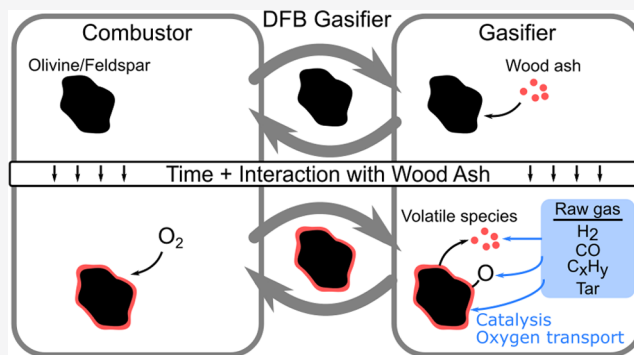 DFB Gasifier
Combustor
Gasifier
Olivine/Feldspar
Wood ash
Time + Interaction with Wood Ash
O₂
Volatile species
O
Raw gas
H2
CO
CₓHᵧ
Tar
Catalysis
Oxygen transport